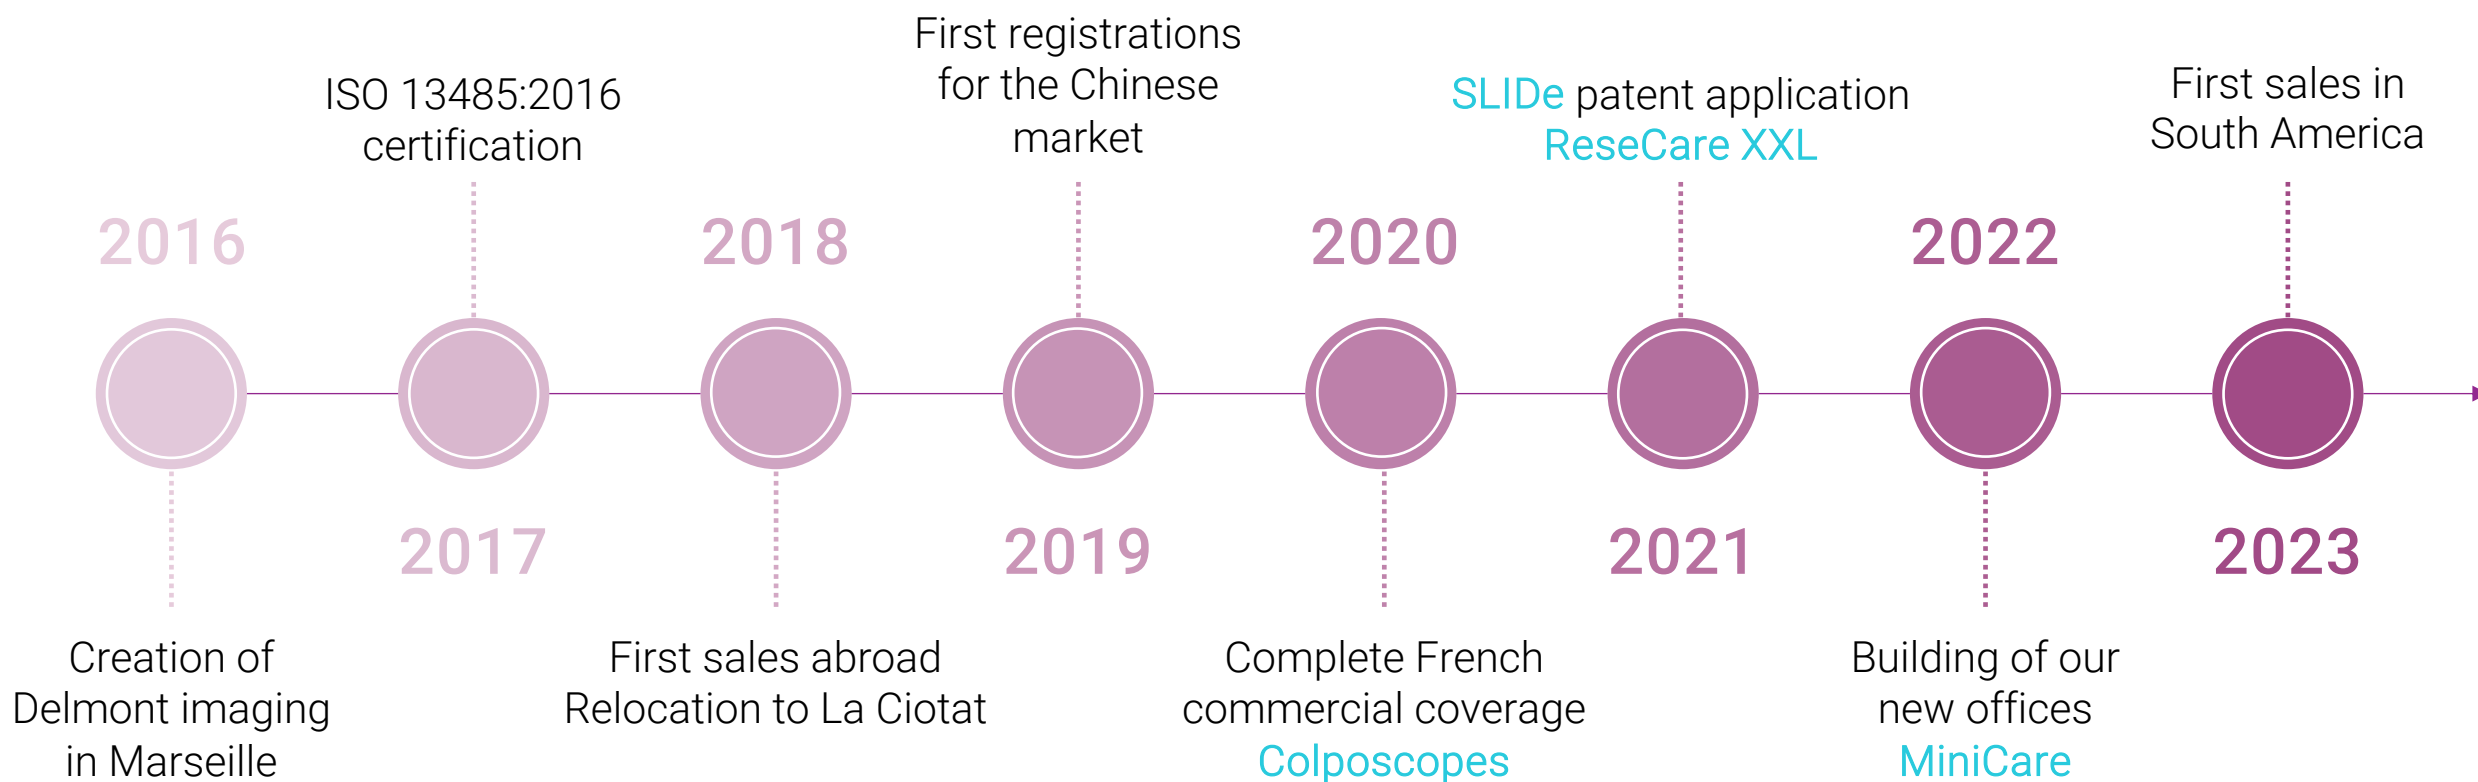 2016
Creation of
Delmont imaging
in Marseille
ISO 13485:2016
certification
2017
2018
First sales abroad
Relocation to La Ciotat
First registrations
for the Chinese
market
2019
2020
Complete French
commercial coverage
Colposcopes
SLIDe patent application
ReseCare XXL
2021
2022
Building of our
new offices
MiniCare
First sales in
South America
2023